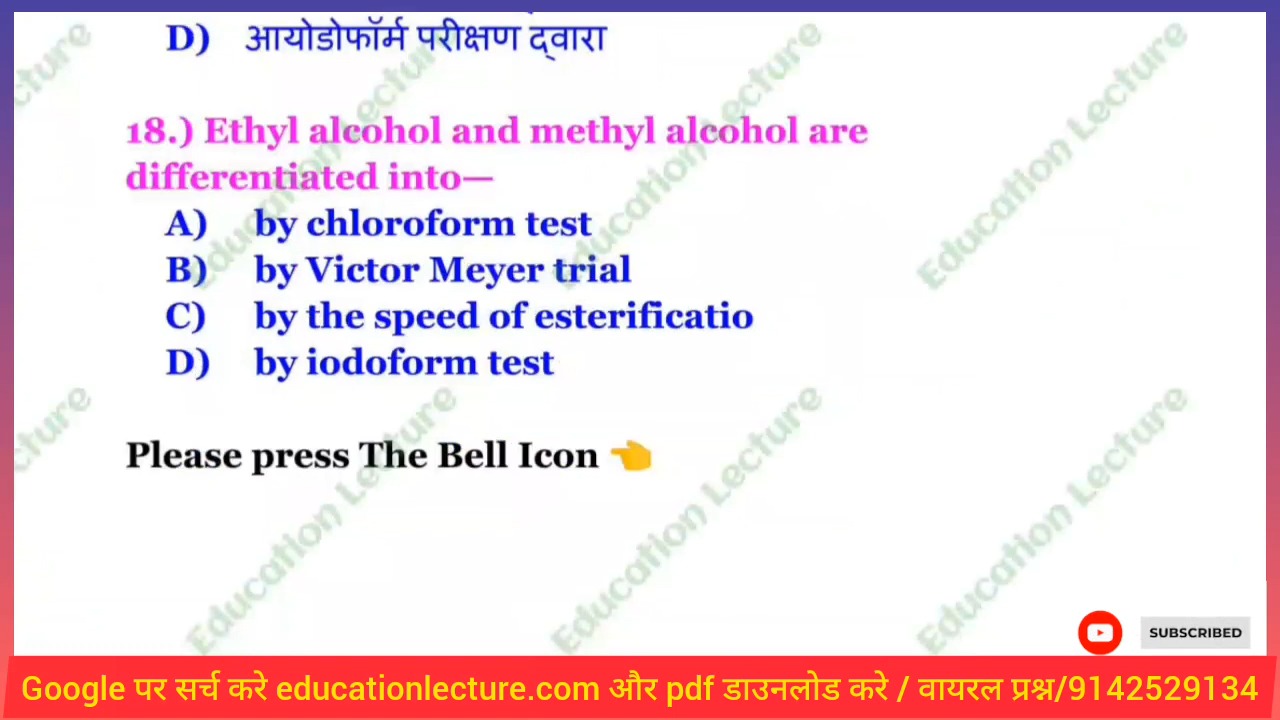 D) आयोडोफॉर्म परीक्षण द्वारा
18.) Ethyl alcohol and methyl alcohol are
differentiated into—
A) by chloroform test
B) by Victor Meyer trial
C) by the speed of esterificatio
D) by iodoform test
Please press The Bell Icon 👈
SUBSCRIBED
Google पर सर्च करे educationlecture.com और pdf डाउनलोड करे / वायरल प्रश्न/9142529134
Education Lecture